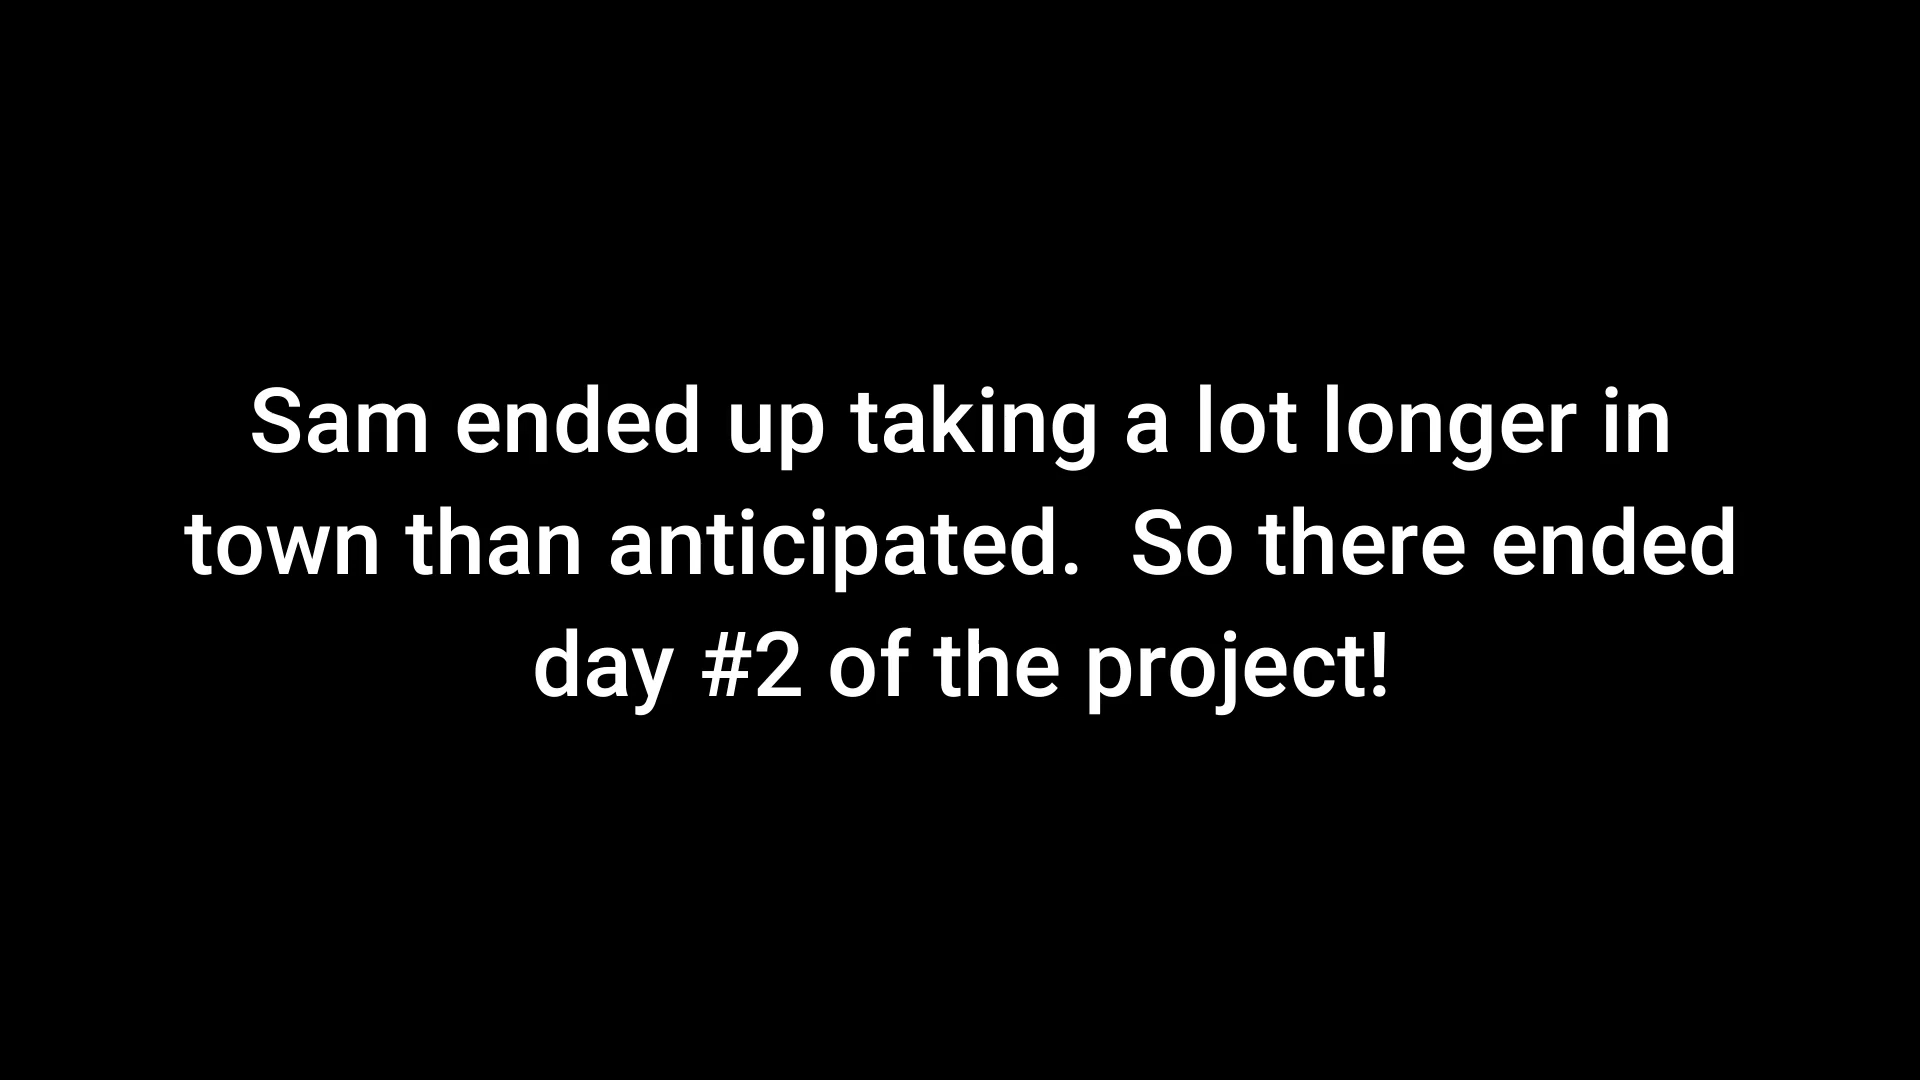 Sam ended up taking a lot longer in
town than anticipated.  So there ended
day #2 of the project!